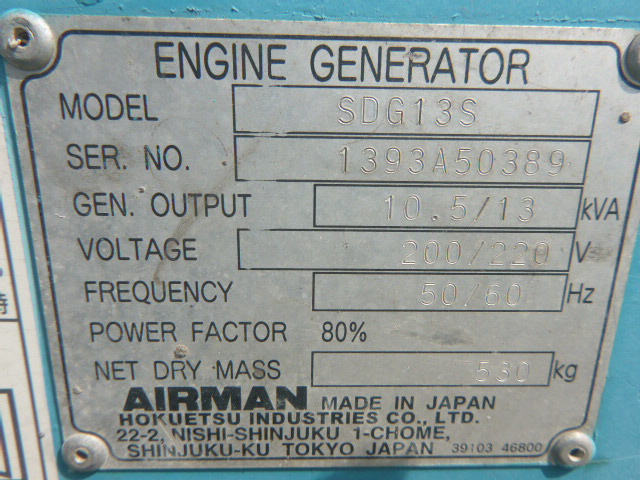 ENGINE GENERATOR
MODEL SDG13S
SER. NO. 1393A50389
GEN. OUTPUT 10.5/13 kVA
VOLTAGE 200/220 V
FREQUENCY 50/60 Hz
POWER FACTOR 80%
NET DRY MASS 530 kg
AIRMAN MADE IN JAPAN
HOKUETSU INDUSTRIES CO., LTD.
22-2, NISHI-SHINJUKU 1-CHOME,
SHINJUKU-KU TOKYO JAPAN 39103 46800